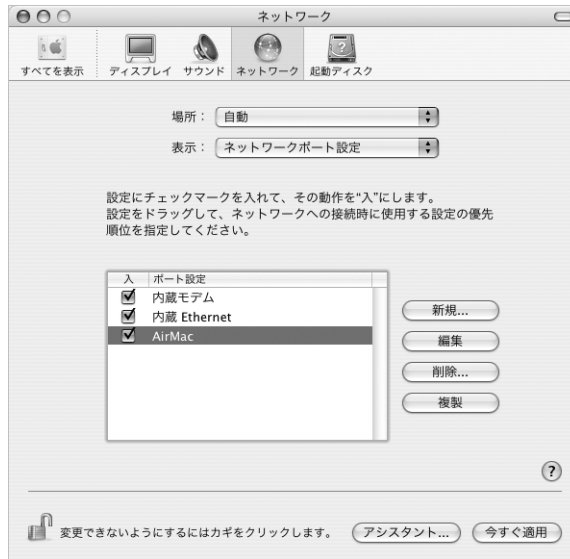 ネットワーク
すべてを表示 ディスプレイ サウンド ネットワーク 起動ディスク
場所： 自動
表示： ネットワークポート設定
設定にチェックマークを入れて、その動作を“入”にします。
設定をドラッグして、ネットワークへの接続時に使用する設定の優先
順位を指定してください。
入 ポート設定
内蔵モデム
内蔵 Ethernet
AirMac
新規...
編集
削除...
複製
?
変更できないようにするにはカギをクリックします。 アシスタント... 今すぐ適用